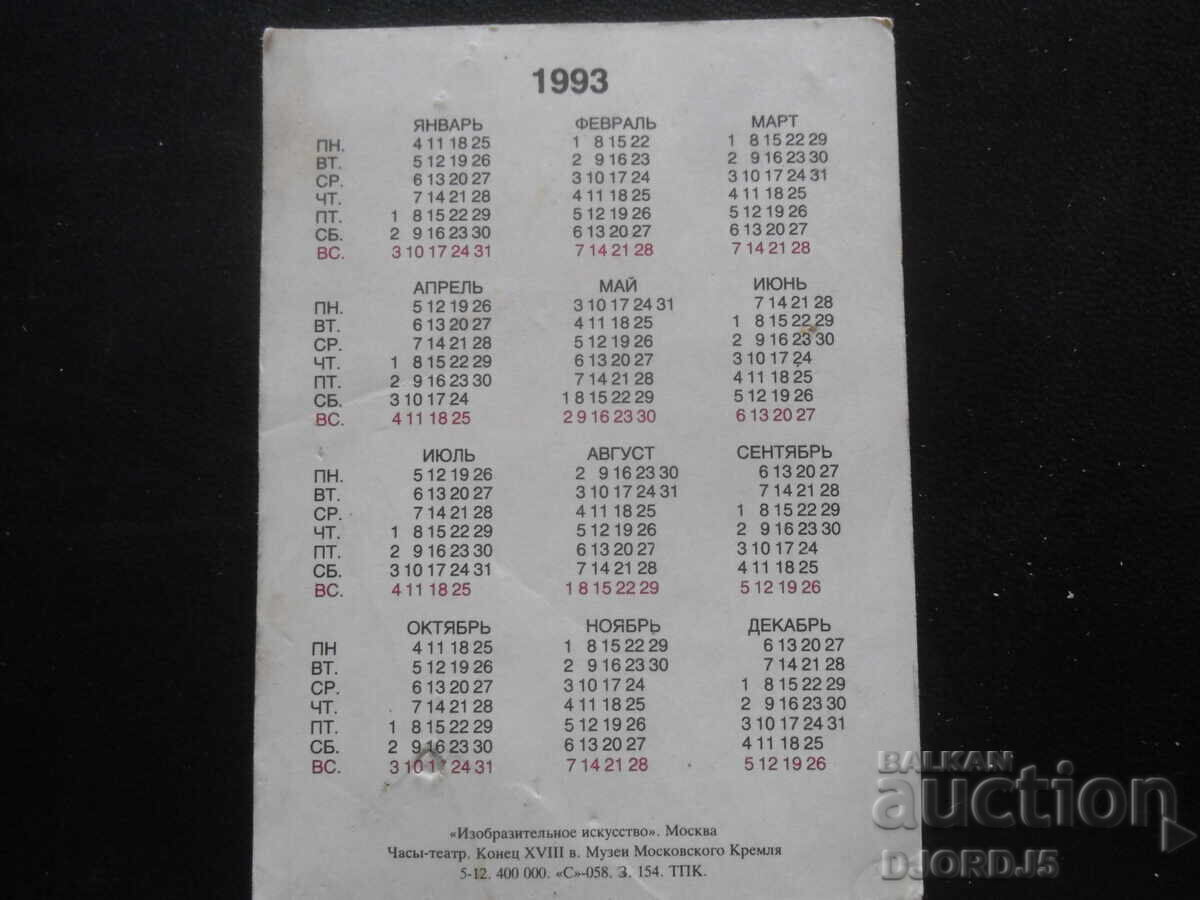 1993
ЯНВАРЬ ФЕВРАЛЬ МАРТ
ПН. 4 11 18 25 1 8 15 22 1 8 15 22 29
ВТ. 5 12 19 26 2 9 16 23 2 9 16 23 30
СР. 6 13 20 27 3 10 17 24 3 10 17 24 31
ЧТ. 7 14 21 28 4 11 18 25 4 11 18 25
ПТ. 1 8 15 22 29 5 12 19 26 5 12 19 26
СБ. 2 9 16 23 30 6 13 20 27 6 13 20 27
ВС. 3 10 17 24 31 7 14 21 28 7 14 21 28
АПРЕЛЬ МАЙ ИЮНЬ
ПН. 5 12 19 26 3 10 17 24 31 7 14 21 28
ВТ. 6 13 20 27 4 11 18 25 1 8 15 22 29
СР. 7 14 21 28 5 12 19 26 2 9 16 23 30
ЧТ. 1 8 15 22 29 6 13 20 27 3 10 17 24
ПТ. 2 9 16 23 30 7 14 21 28 4 11 18 25
СБ. 3 10 17 24 1 8 15 22 29 5 12 19 26
ВС. 4 11 18 25 2 9 16 23 30 6 13 20 27
ИЮЛЬ АВГУСТ СЕНТЯБРЬ
ПН. 5 12 19 26 2 9 16 23 30 6 13 20 27
ВТ. 6 13 20 27 3 10 17 24 31 7 14 21 28
СР. 7 14 21 28 4 11 18 25 1 8 15 22 29
ЧТ. 1 8 15 22 29 5 12 19 26 2 9 16 23 30
ПТ. 2 9 16 23 30 6 13 20 27 3 10 17 24
СБ. 3 10 17 24 31 7 14 21 28 4 11 18 25
ВС. 4 11 18 25 1 8 15 22 29 5 12 19 26
ОКТЯБРЬ НОЯБРЬ ДЕКАБРЬ
ПН 4 11 18 25 1 8 15 22 29 6 13 20 27
ВТ. 5 12 19 26 2 9 16 23 30 7 14 21 28
СР. 6 13 20 27 3 10 17 24 1 8 15 22 29
ЧТ. 7 14 21 28 4 11 18 25 2 9 16 23 30
ПТ. 1 8 15 22 29 5 12 19 26 3 10 17 24 31
СБ. 2 9 16 23 30 6 13 20 27 4 11 18 25
ВС. 3 10 17 24 31 7 14 21 28 5 12 19 26
«Изобразительное искусство». Москва
Часы-театр. Конец XVIII в. Музеи Московского Кремля
5-12. 400 000. «С»-058. З. 154. ТПК.
BALKAN
auction
DJORD_J5